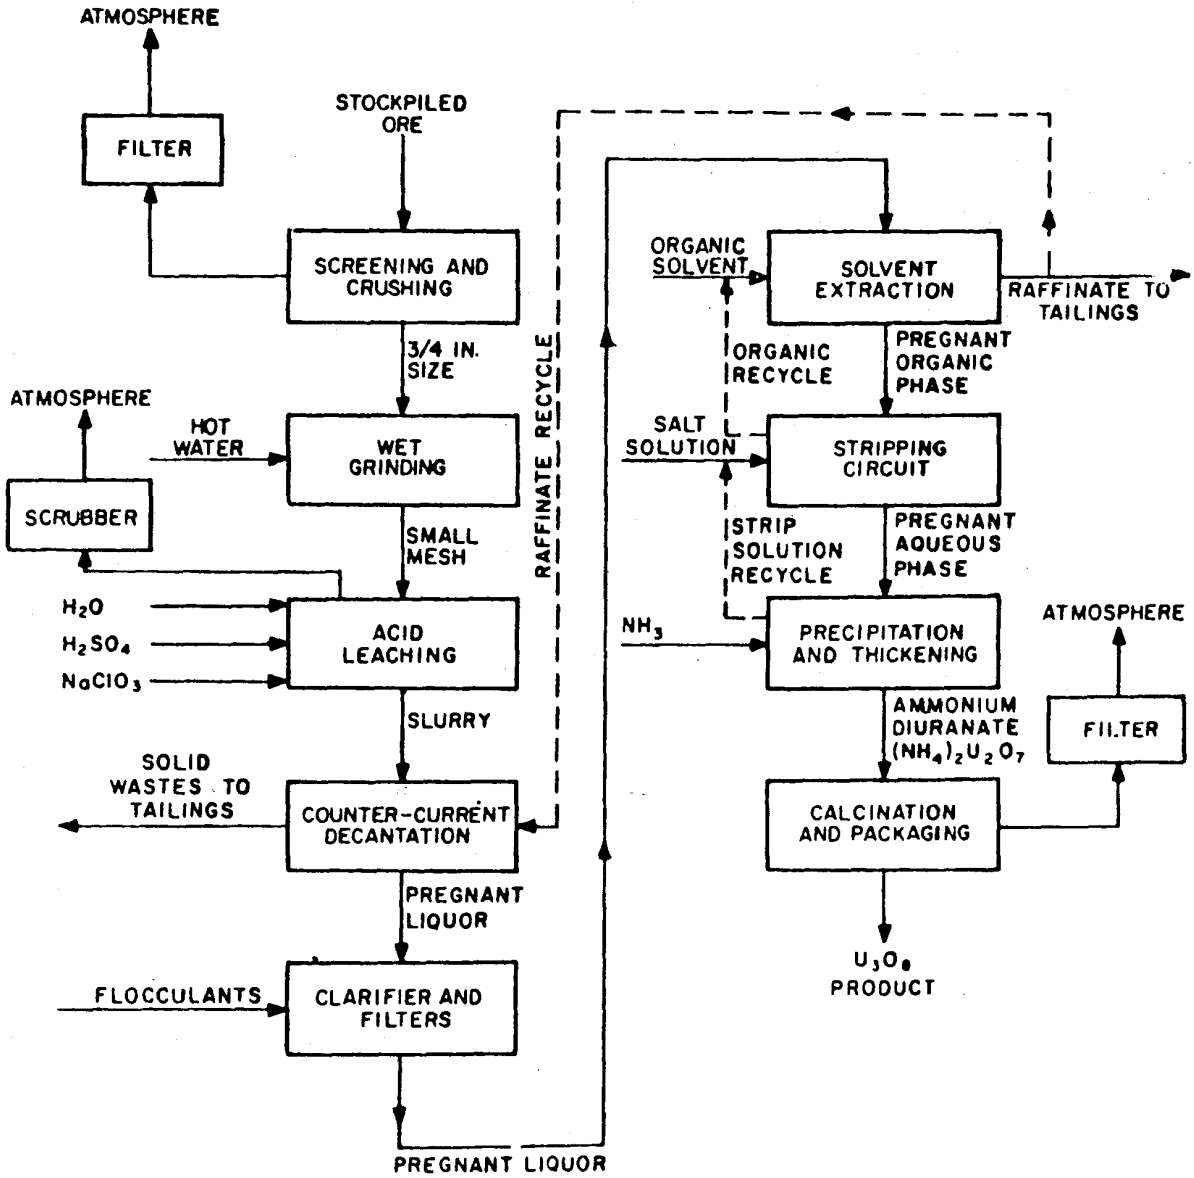 ATMOSPHERE
FILTER
STOCKPILED
ORE
SCREENING AND
CRUSHING
3/4 IN.
SIZE
ATMOSPHERE
HOT
WATER
WET
GRINDING
SCRUBBER
SMALL
MESH
H₂O
H₂SO₄
NaClO₃
ACID
LEACHING
SLURRY
SOLID
WASTES TO
TAILINGS
COUNTER-CURRENT
DECANTATION
PREGNANT
LIQUOR
FLOCCULANTS
CLARIFIER AND
FILTERS
PREGNANT LIQUOR
RAFFINATE RECYCLE
ORGANIC
SOLVENT
SOLVENT
EXTRACTION
RAFFINATE TO
TAILINGS
ORGANIC
RECYCLE
PREGNANT
ORGANIC
PHASE
SALT
SOLUTION
STRIPPING
CIRCUIT
STRIP
SOLUTION
RECYCLE
PREGNANT
AQUEOUS
PHASE
NH₃
PRECIPITATION
AND THICKENING
ATMOSPHERE
FILTER
AMMONIUM
DIURANATE
(NH₄)₂U₂O₇
CALCINATION
AND PACKAGING
U₃O₈
PRODUCT